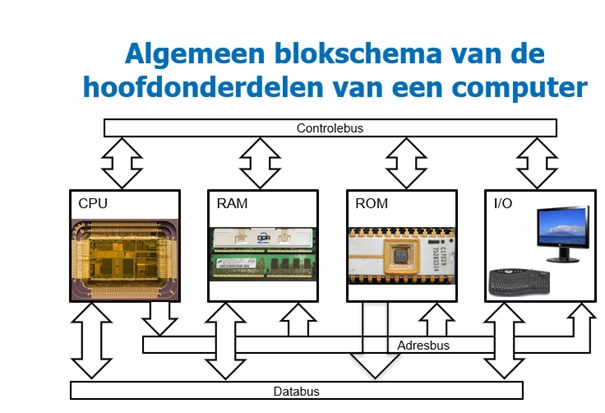 Algemeen blokschema van de
hoofdonderdelen van een computer
Controlebus
CPU
RAM
ROM
I/O
Adresbus
Databus